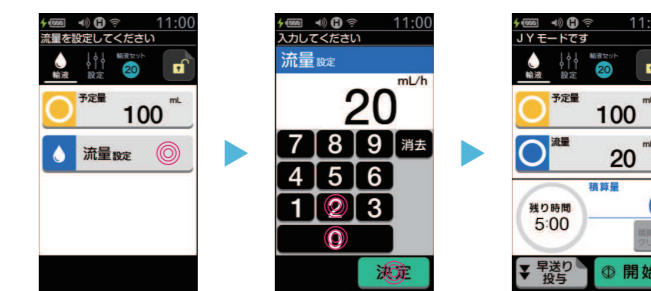 11:00
流量を設定してください
輸液
設定
輸液セット
20
予定量
100 mL
流量設定
11:00
入力してください
流量設定
mL/h
20
7 8 9 消去
4 5 6
1 2 3
0
決定
11:
JYモードです
輸液
設定
輸液セット
20
予定量
100
流量
20
積算量
残り時間
5:00
早送り
投与
開始